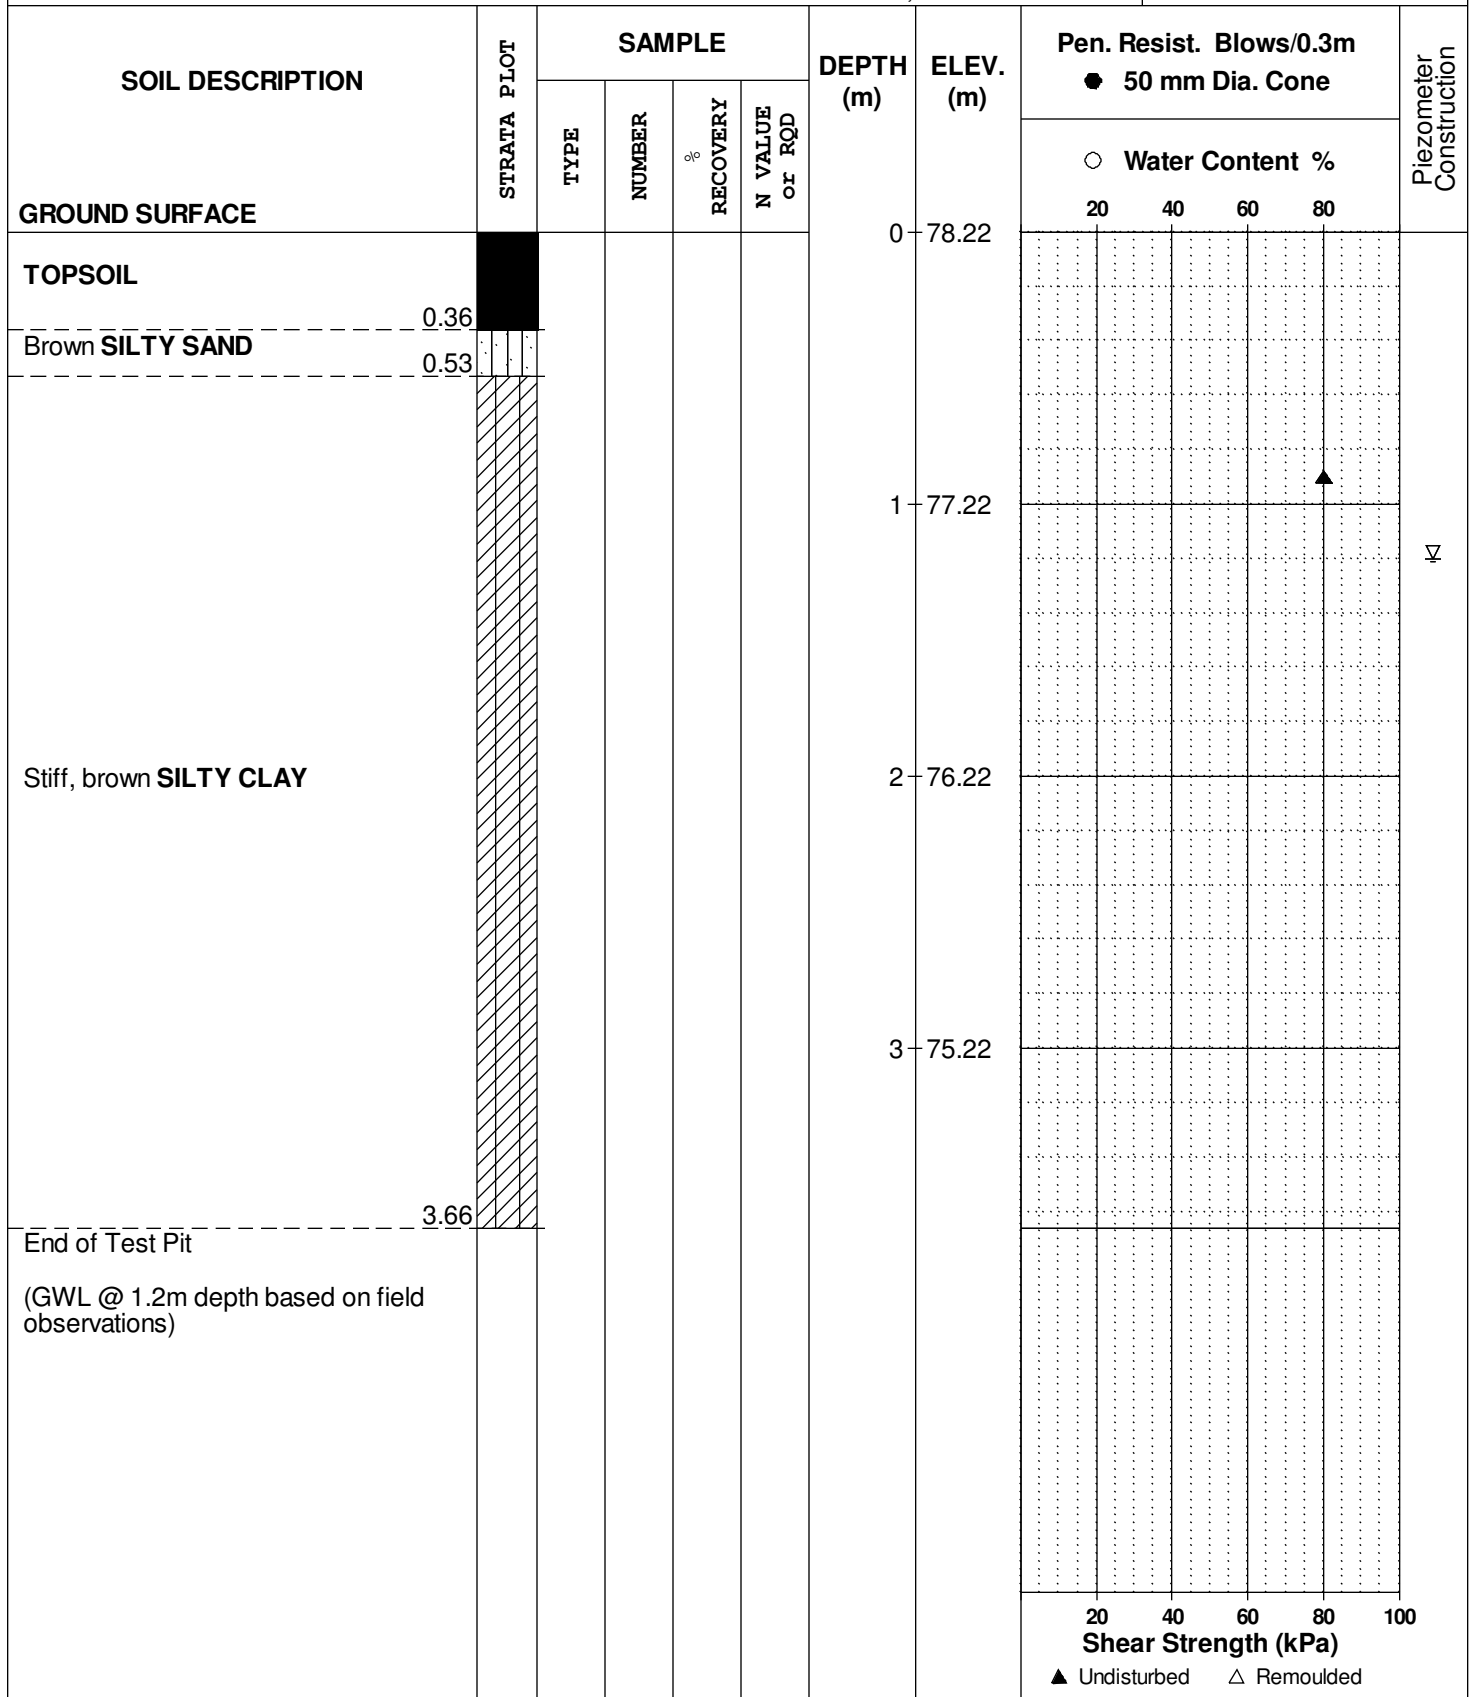 SOIL DESCRIPTION
GROUND SURFACE
STRATA PLOT
SAMPLE
TYPE
NUMBER
%
RECOVERY
N VALUE
or RQD
DEPTH
(m)
ELEV.
(m)
Pen. Resist. Blows/0.3m
● 50 mm Dia. Cone
○ Water Content %
20 40 60 80
Piezometer
Construction
0 78.22
TOPSOIL
0.36
Brown SILTY SAND
0.53
1 77.22
Stiff, brown SILTY CLAY
2 76.22
3 75.22
3.66
End of Test Pit
(GWL @ 1.2m depth based on field
observations)
20 40 60 80 100
Shear Strength (kPa)
▲ Undisturbed △ Remoulded